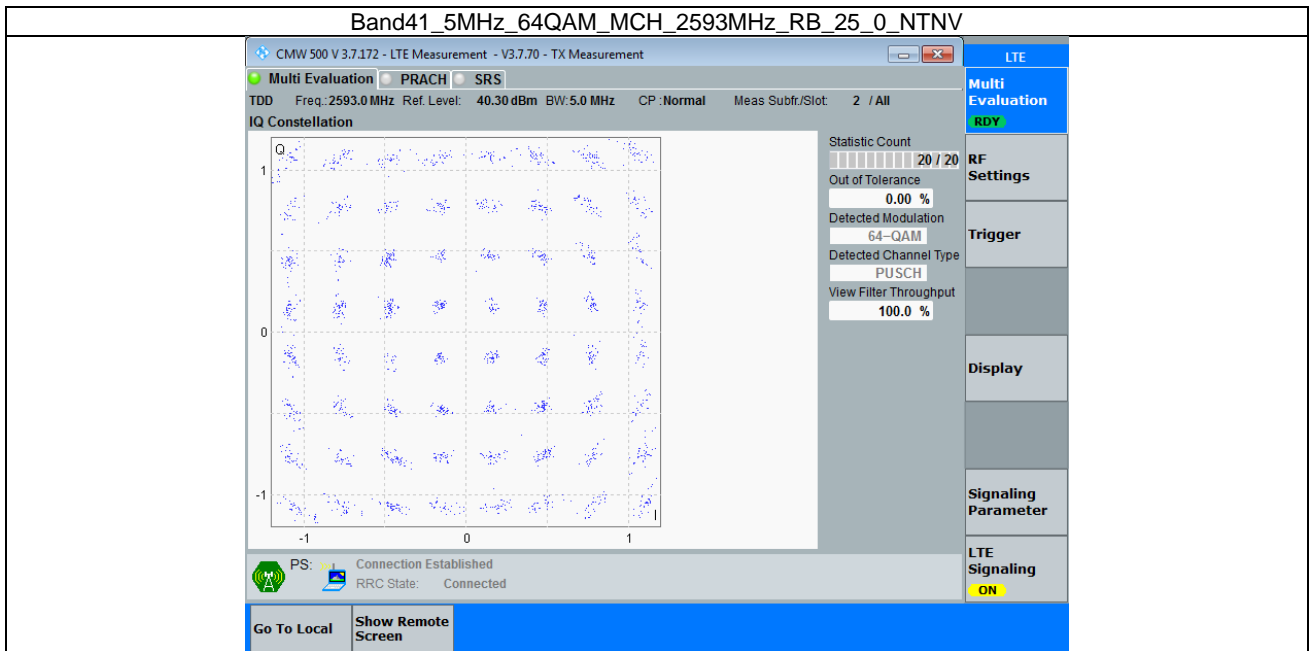 Band41_5MHz_64QAM_MCH_2593MHz_RB_25_0_NTNV
CMW 500 V 3.7.172 - LTE Measurement - V3.7.70 - TX Measurement
LTE
Multi Evaluation PRACH SRS
TDD Freq.: 2593.0 MHz Ref. Level: 40.30 dBm BW: 5.0 MHz CP : Normal Meas Subfr./Slot: 2 / All
IQ Constellation
Multi
Evaluation
RDY
Q
1
0
-1
-1 0 1
I
Statistic Count
20 / 20
Out of Tolerance
0.00 %
Detected Modulation
64-QAM
Detected Channel Type
PUSCH
View Filter Throughput
100.0 %
RF
Settings
Trigger
Display
Signaling
Parameter
LTE
Signaling
ON
PS: Connection Established
RRC State: Connected
Go To Local
Show Remote
Screen